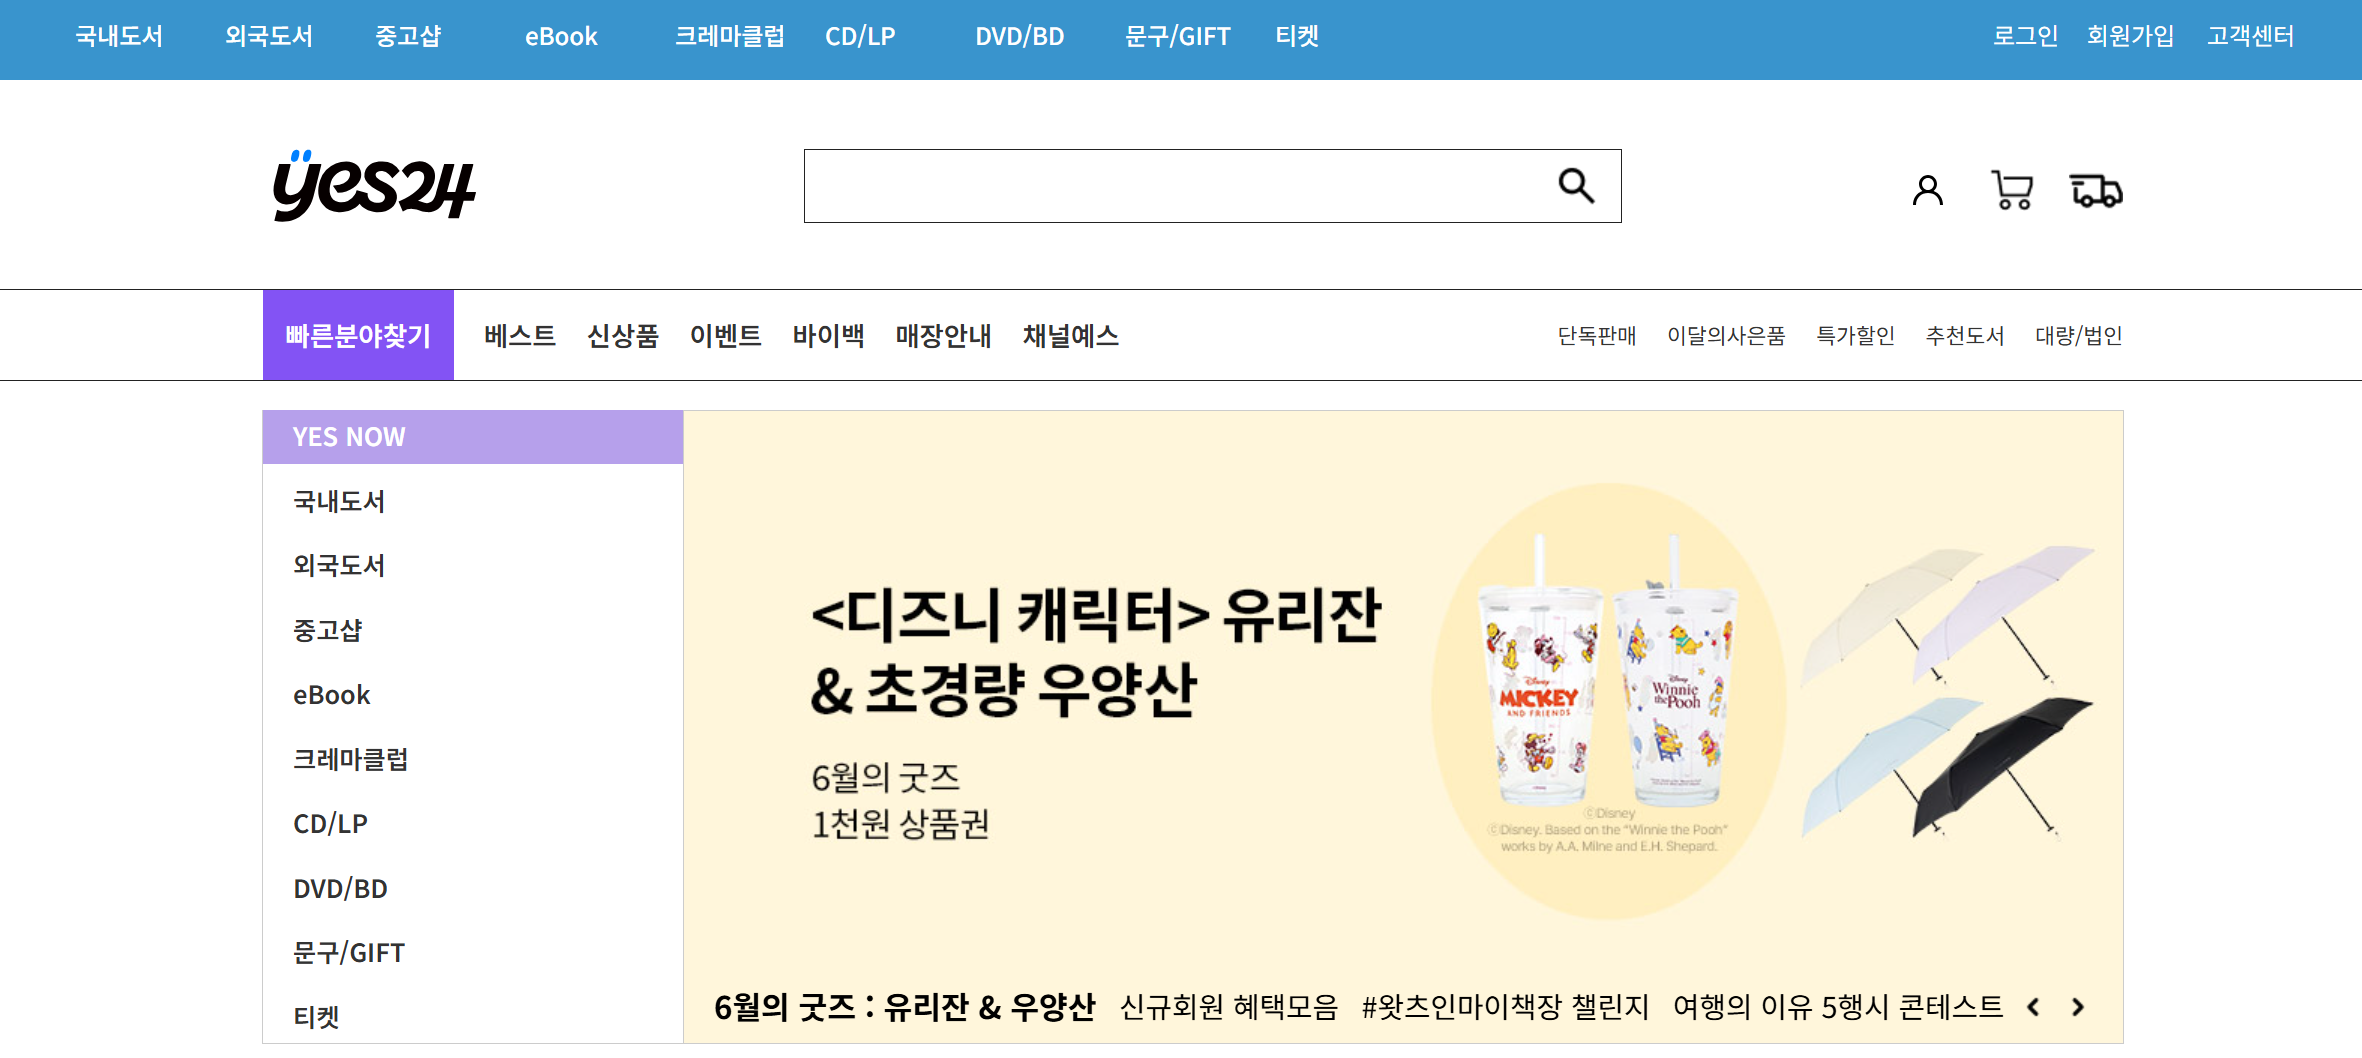 국내도서 외국도서 중고샵 eBook 크레마클럽 CD/LP DVD/BD 문구/GIFT 티켓 로그인 회원가입 고객센터
yes24
빠른분야찾기 베스트 신상품 이벤트 바이백 매장안내 채널예스 단독판매 이달의사은품 특가할인 추천도서 대량/법인
YES NOW
국내도서
외국도서
중고샵
eBook
크레마클럽
CD/LP
DVD/BD
문구/GIFT
티켓
<디즈니 캐릭터> 유리잔
& 초경량 우양산
6월의 굿즈
1천원 상품권
Disney
MICKEY
AND FRIENDS
Disney
Winnie
the Pooh
ⓒDisney
ⓒDisney. Based on the “Winnie the Pooh”
works by A.A. Milne and E.H. Shepard.
6월의 굿즈 : 유리잔 & 우양산 신규회원 혜택모음 #왓츠인마이책장 챌린지 여행의 이유 5행시 콘테스트